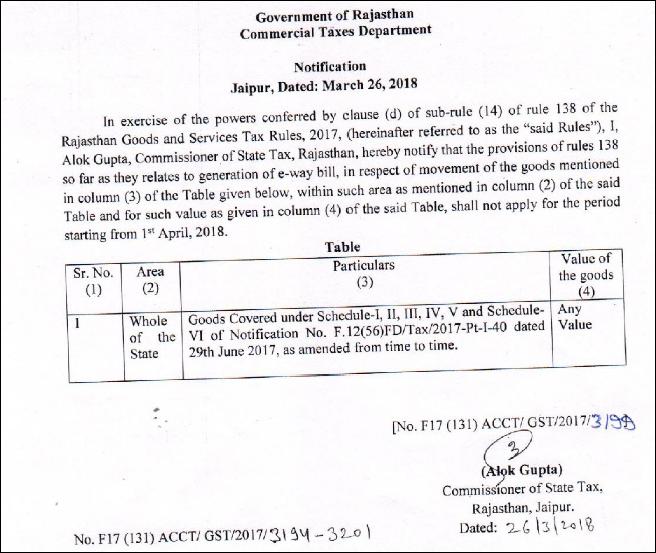 Government of Rajasthan
Commercial Taxes Department
Notification
Jaipur, Dated: March 26, 2018
In exercise of the powers conferred by clause (d) of sub-rule (14) of rule 138 of the
Rajasthan Goods and Services Tax Rules, 2017, (hereinafter referred to as the “said Rules”), I,
Alok Gupta, Commissioner of State Tax, Rajasthan, hereby notify that the provisions of rules 138
so far as they relates to generation of e-way bill, in respect of movement of the goods mentioned
in column (3) of the Table given below, within such area as mentioned in column (2) of the said
Table and for such value as given in column (4) of the said Table, shall not apply for the period
starting from 1st April, 2018.
Table
Sr. No. (1)
Area (2)
Particulars (3)
Value of the goods (4)
1
Whole of the State
Goods Covered under Schedule-I, II, III, IV, V and Schedule-
VI of Notification No. F.12(56)FD/Tax/2017-Pt-I-40 dated
29th June 2017, as amended from time to time.
Any Value
[No. F17 (131) ACCT/ GST/2017/
(Alok Gupta)
Commissioner of State Tax,
Rajasthan, Jaipur.
Dated: 26/3/2018
No. F17 (131) ACCT/ GST/2017/3194-3201